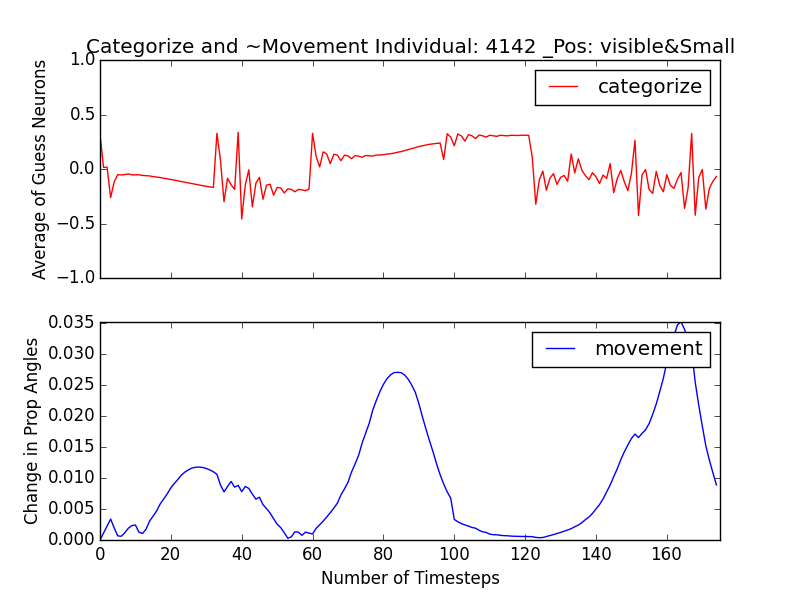 Categorize and ~Movement Individual: 4142 _Pos: visible&Small
1.0
0.5
0.0
−0.5
−1.0
Average of Guess Neurons
categorize
0.035
0.030
0.025
0.020
0.015
0.010
0.005
0.000
Change in Prop Angles
movement
0 20 40 60 80 100 120 140 160
Number of Timesteps